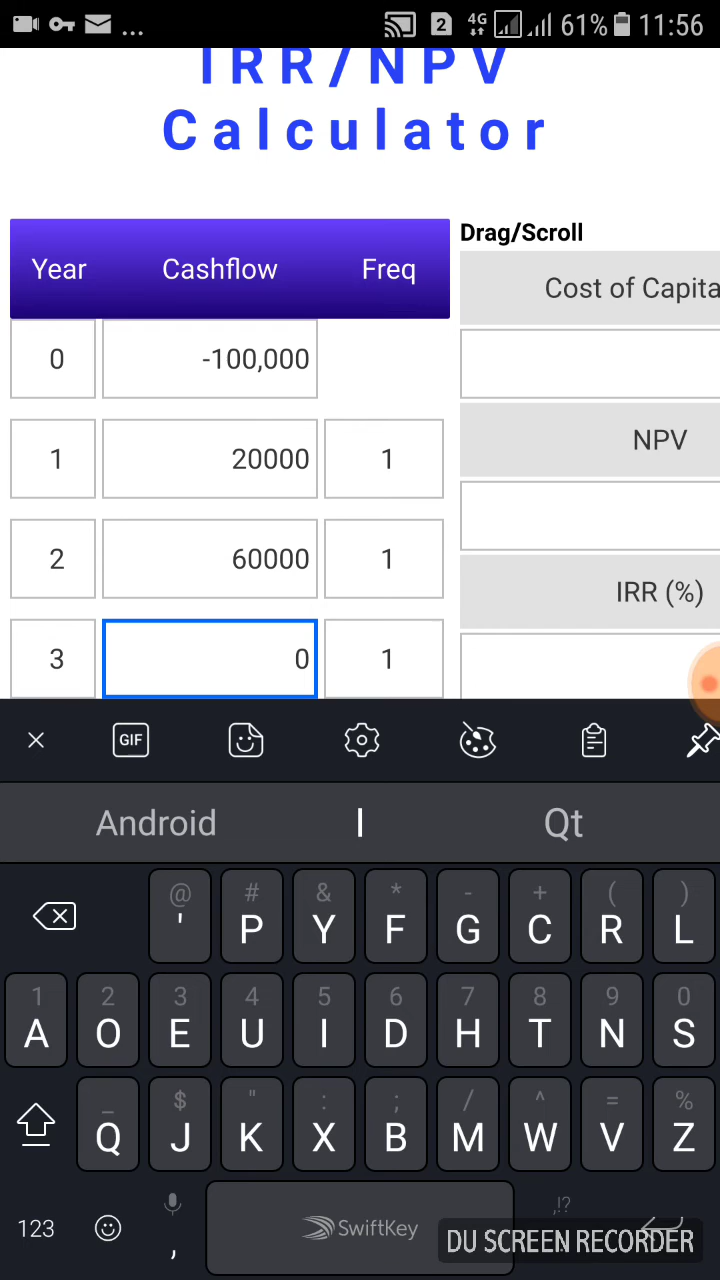 ... 2 4G 61% 11:56
IRR/NPV
Calculator
Drag/Scroll
Year Cashflow Freq
Cost of Capita
0 -100,000
NPV
1 20000 1
2 60000 1
IRR (%)
3 0 1
GIF
Android I Qt
@ # & * - + ( )
' P Y F G C R L
1 2 3 4 5 6 7 8 9 0
A O E U I D H T N S
_ $ " : ; / ^ = %
Q J K X B M W V Z
,!?
123 , SwiftKey
DU SCREEN RECORDER